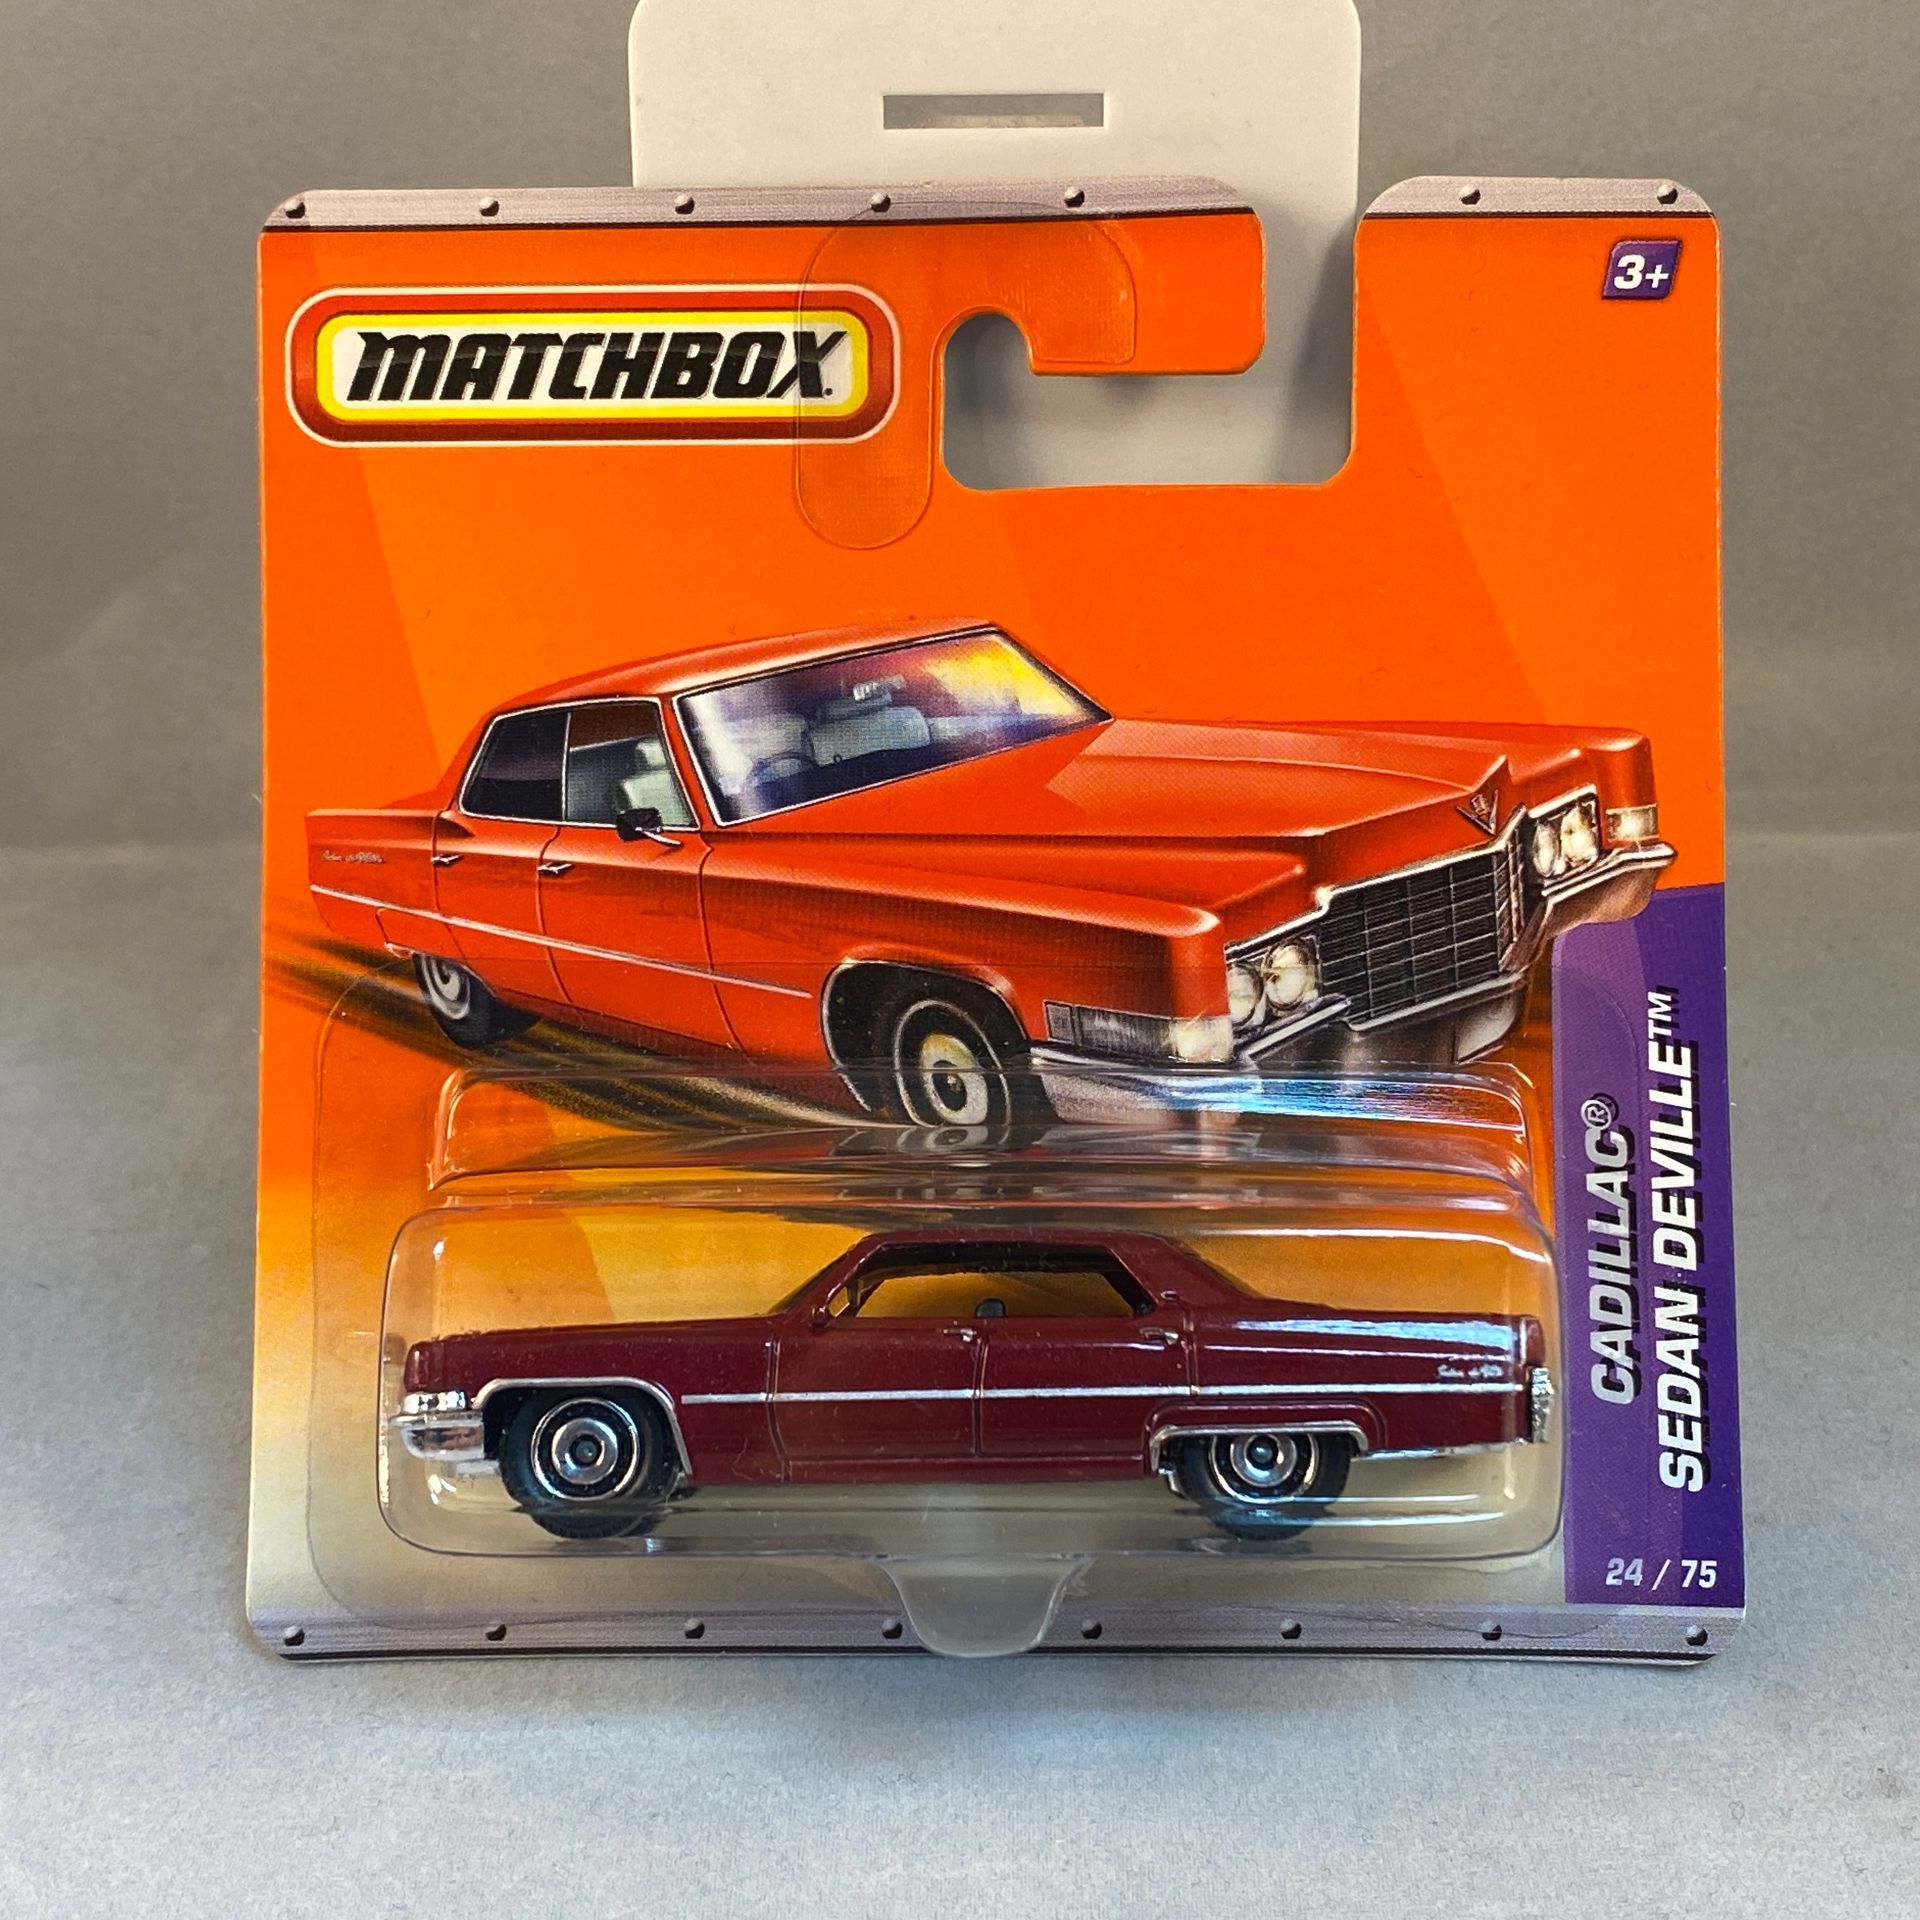 MATCHBOX
3+
CADILLAC®
SEDAN DEVILLE™
24 / 75